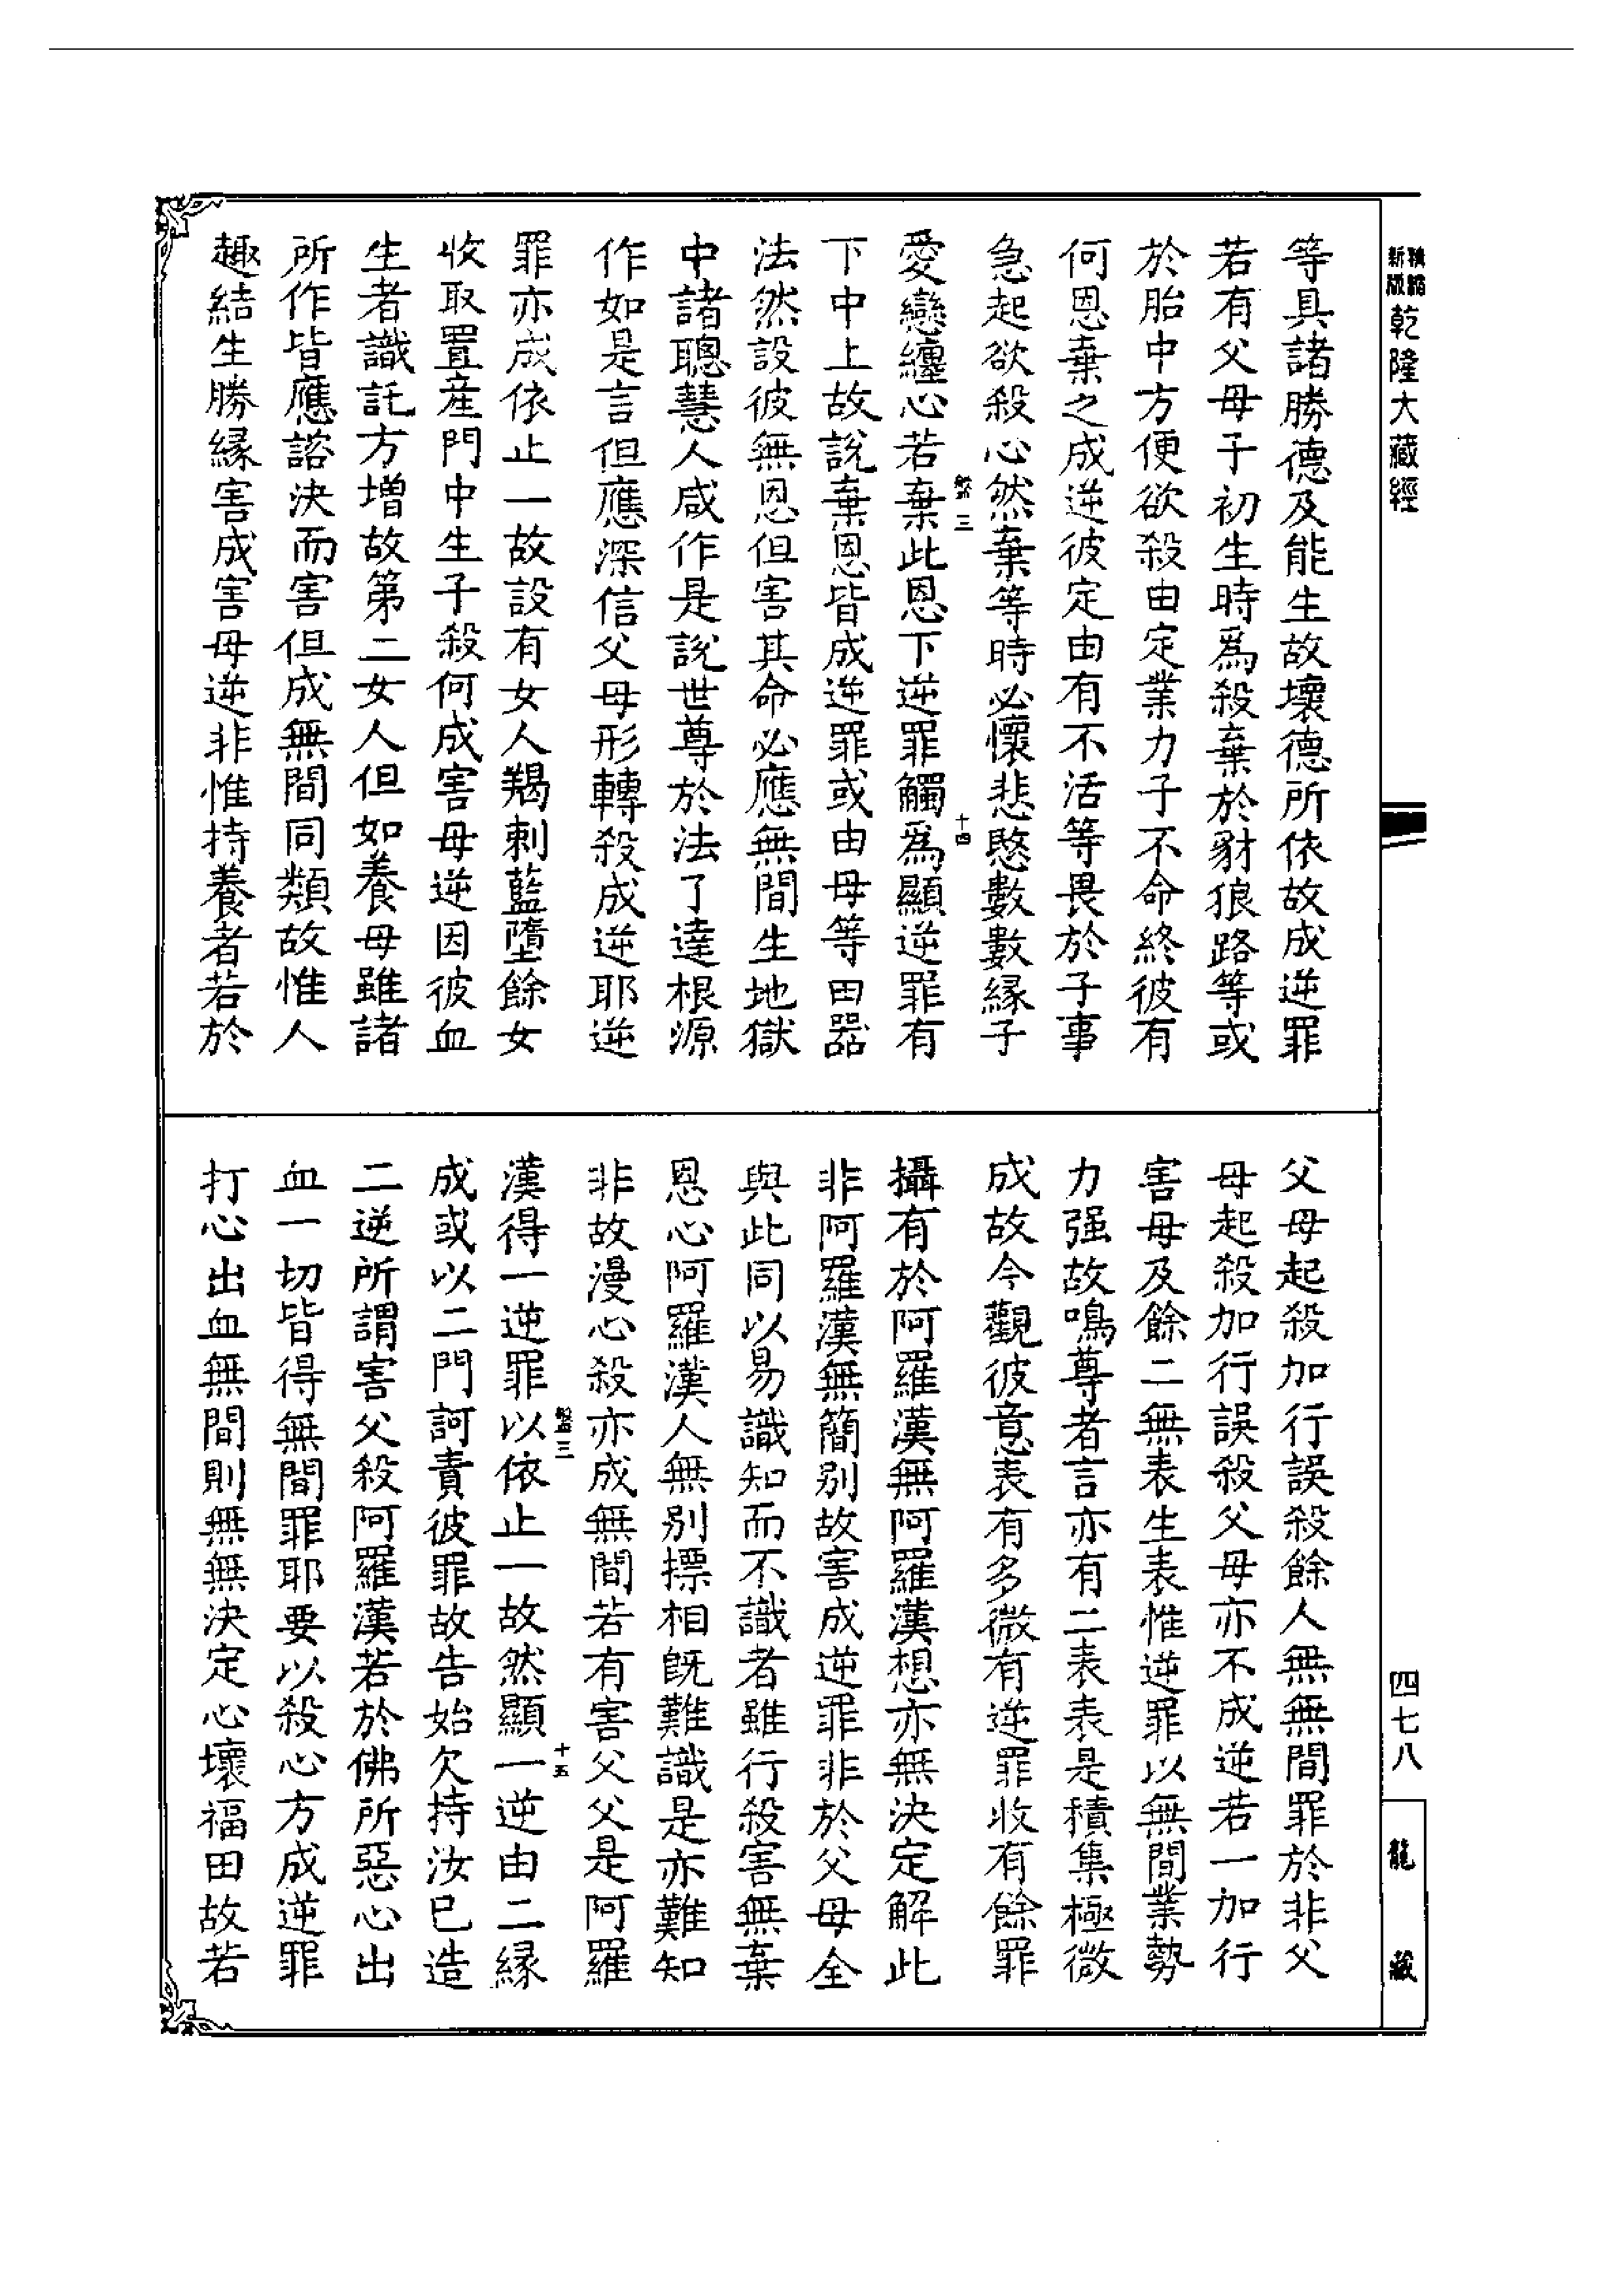 新版
乾隆大藏經
等具諸勝德及能生故壞德所依故成逆罪
若有父母子初生時為殺棄於豺狼路等或
於胎中方便欲殺由定業力子不命終彼有
何恩棄之成逆彼定由有不活等畏於子事
急起欲殺心然棄等時必懷悲愍數數緣子
愛戀纏心若棄此恩下逆罪觸為顯逆罪有
下中上故說棄恩皆成逆罪或由母等田器
法然設彼無恩但害其命必應無間生地獄
中諸聰慧人咸作是說世尊於法了達根源
作如是言但應深信父母形轉殺成逆耶逆
罪亦成依止一故設有女人羯剌藍墮餘女
收取置產門中生子殺何成害母逆因彼血
生者識託方增故第二女人但如養母雖諸
所作皆應諮決而害但成無間同類故惟人
趣結生勝緣害成害母逆非惟持養者若於
三
十四
父母起殺加行誤殺餘人無無間罪於非父
母起殺加行誤殺父母亦不成逆若一加行
害母及餘二無表生表惟逆罪以無間業勢
力强故鳴尊者言亦有二表表是積集極微
成故今觀彼意表有多微有逆罪收有餘罪
攝有於阿羅漢無阿羅漢想亦無決定解此
非阿羅漢無簡別故害成逆罪非於父母全
與此同以易識知而不識者雖行殺害無棄
恩心阿羅漢人無別摽相既難識是亦難知
非故漫心殺亦成無間若有害父父是阿羅
漢得一逆罪以依止一故然顯一逆由二緣
成或以二門訶責彼罪故告始欠持汝已造
二逆所謂害父殺阿羅漢若於佛所惡心出
血一切皆得無間罪耶要以殺心方成逆罪
打心出血無間則無無決定心壞福田故若
三
十五
四七八
龍藏